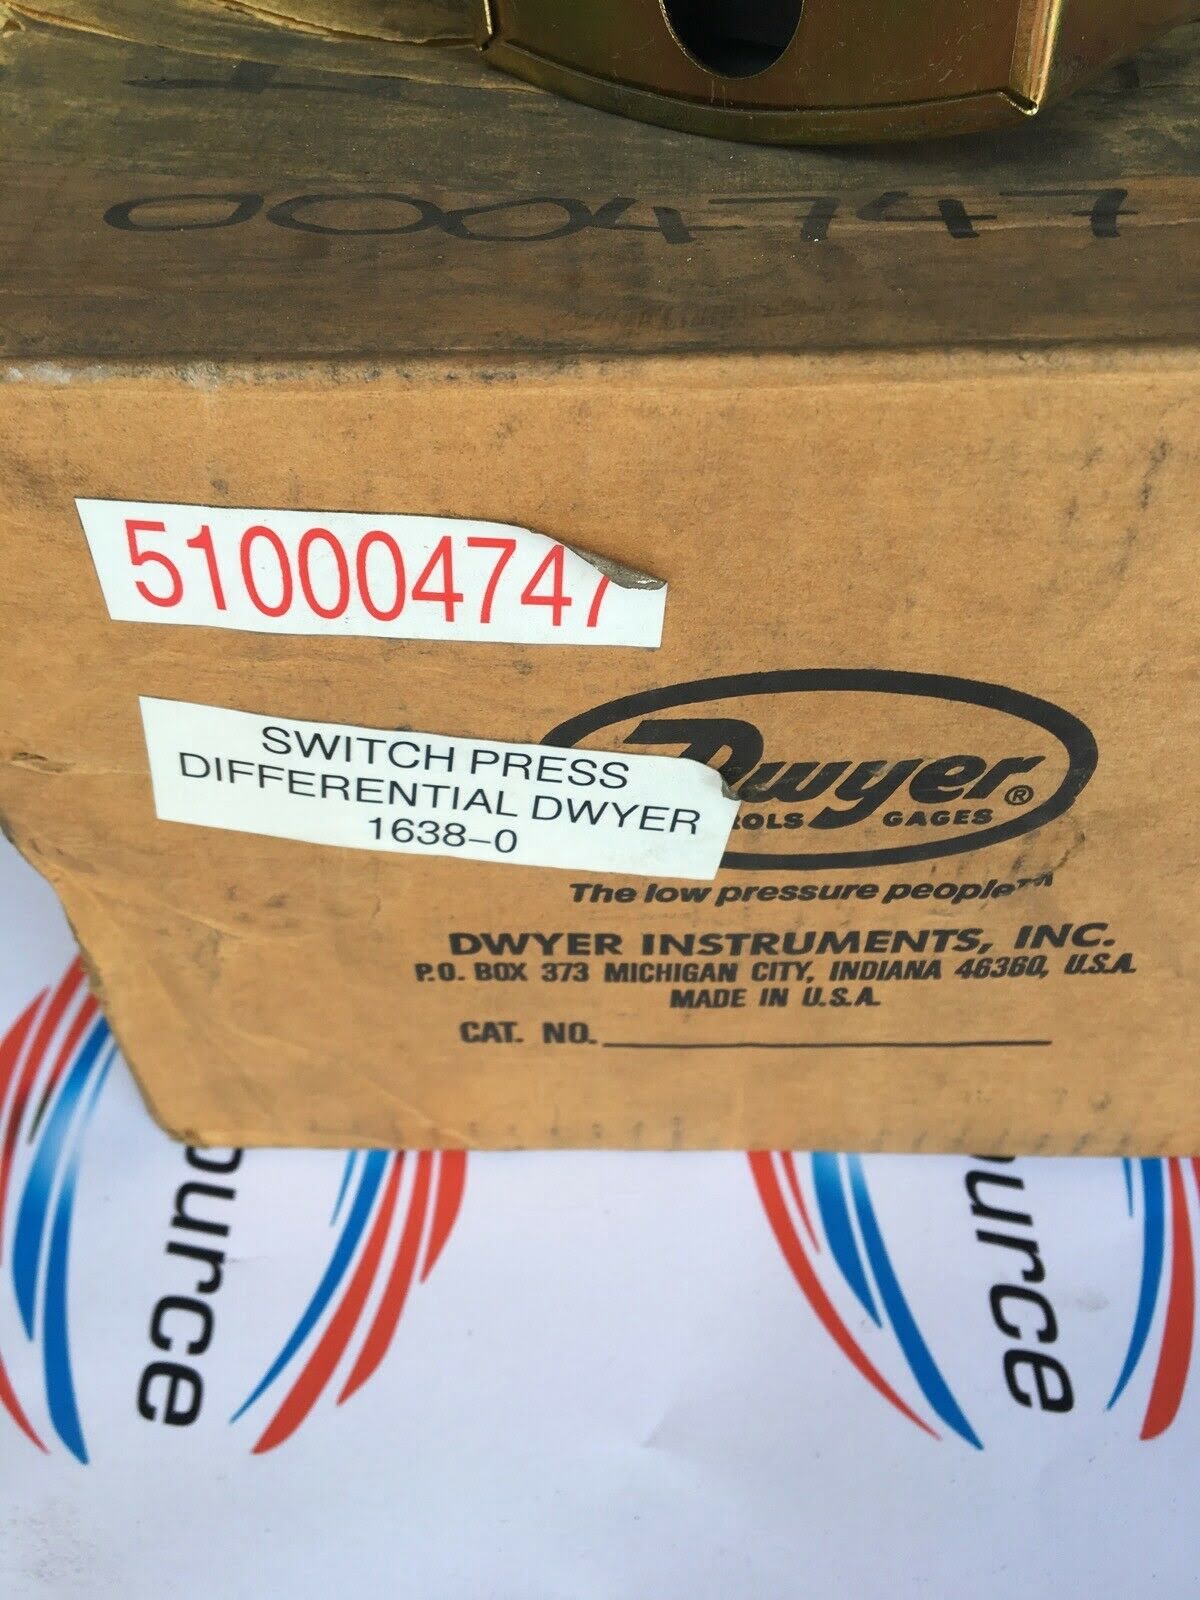 0004747
510004747
SWITCH PRESS
DIFFERENTIAL DWYER
1638-0
Dwyer®
ROLS GAGES
The low pressure people™
DWYER INSTRUMENTS, INC.
P.O. BOX 373 MICHIGAN CITY, INDIANA 46360, U.S.A.
MADE IN U.S.A.
CAT. NO.
ource
ource